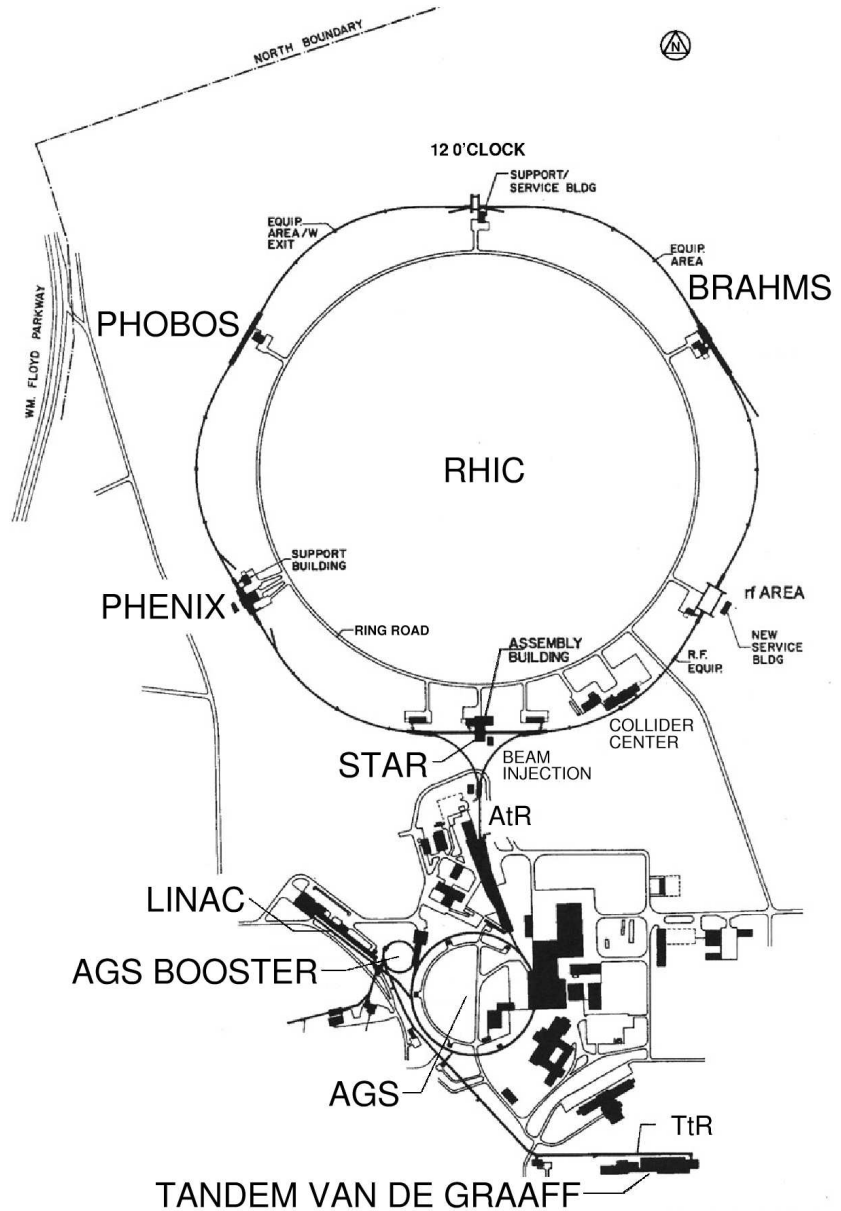 NORTH BOUNDARY
N
12 0'CLOCK
SUPPORT/
SERVICE BLDG
EQUIP.
AREA/W
EXIT
EQUIP.
AREA
BRAHMS
PHOBOS
WM. FLOYD PARKWAY
RHIC
SUPPORT
BUILDING
PHENIX
rf AREA
RING ROAD
NEW
SERVICE
BLDG
ASSEMBLY
BUILDING
R.F.
EQUIP.
COLLIDER
CENTER
STAR
BEAM
INJECTION
AtR
LINAC
AGS BOOSTER
AGS
TtR
TANDEM VAN DE GRAAFF